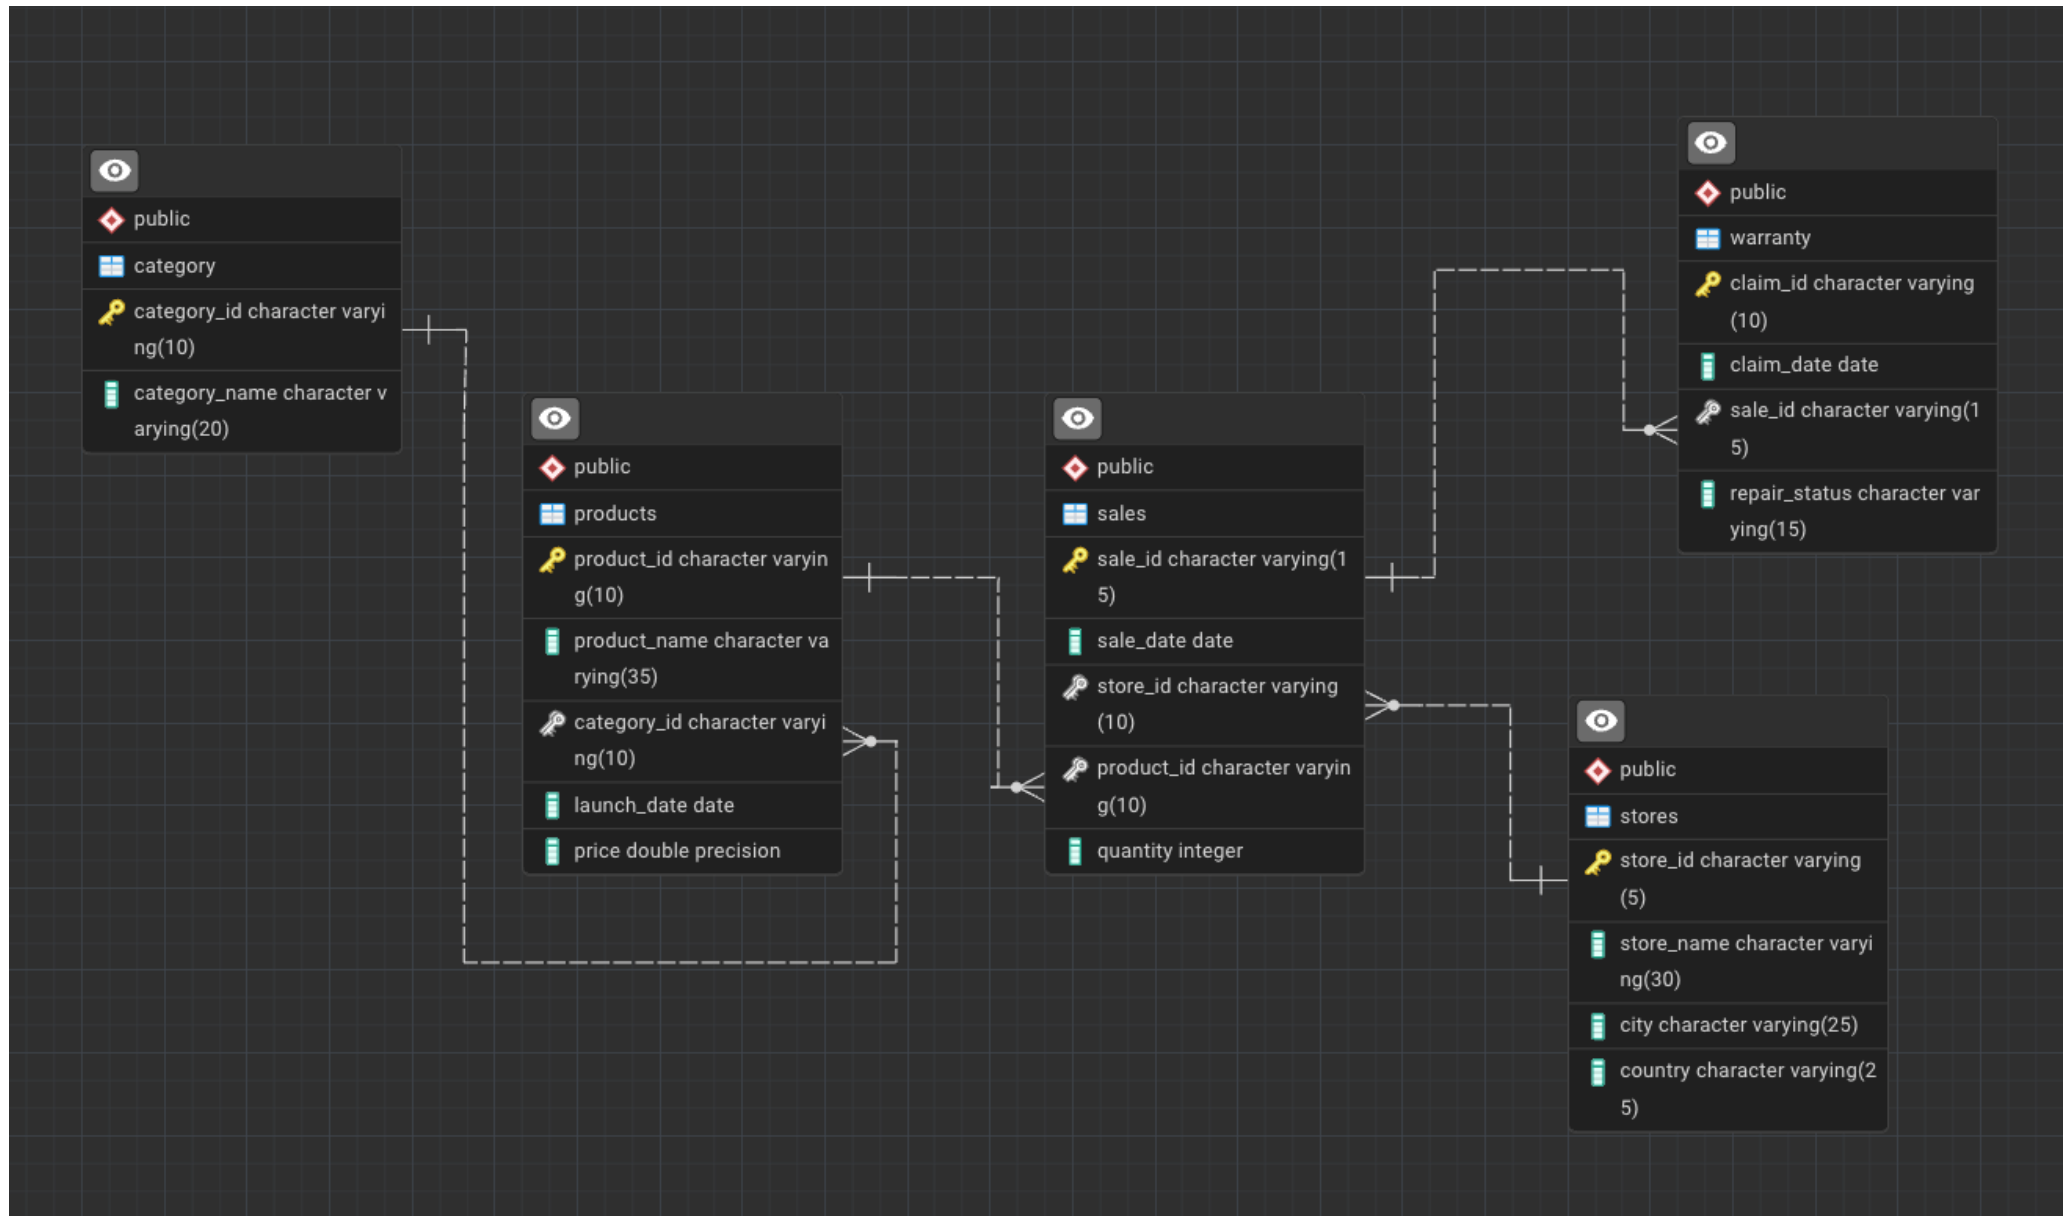 public
category
category_id character varyi
ng(10)
category_name character v
arying(20)
public
products
product_id character varyin
g(10)
product_name character va
rying(35)
category_id character varyi
ng(10)
launch_date date
price double precision
public
sales
sale_id character varying(1
5)
sale_date date
store_id character varying
(10)
product_id character varyin
g(10)
quantity integer
public
warranty
claim_id character varying
(10)
claim_date date
sale_id character varying(1
5)
repair_status character var
ying(15)
public
stores
store_id character varying
(5)
store_name character varyi
ng(30)
city character varying(25)
country character varying(2
5)